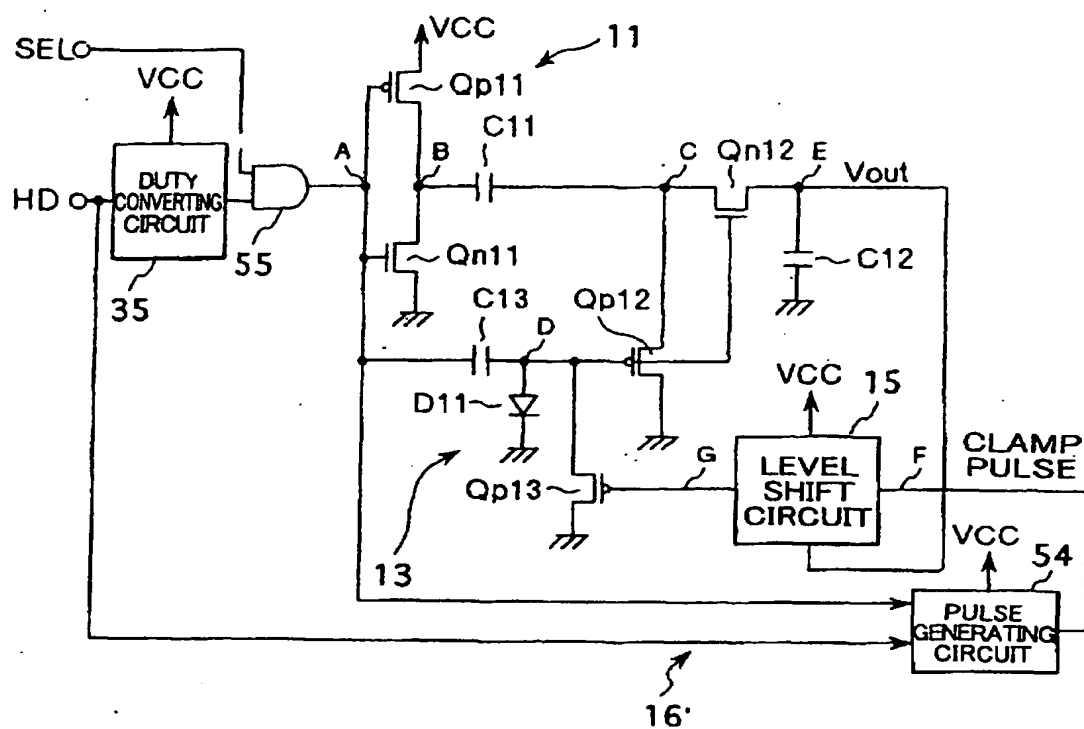 SEL
VCC
VCC
11
Qp11
C11
A
B
C
Qn12
E
Vout
HD
DUTY
CONVERTING
CIRCUIT
55
35
Qn11
C12
C13
Qp12
D
D11
VCC
15
LEVEL
SHIFT
CIRCUIT
G
F
CLAMP
PULSE
Qp13
13
VCC
54
PULSE
GENERATING
CIRCUIT
16'